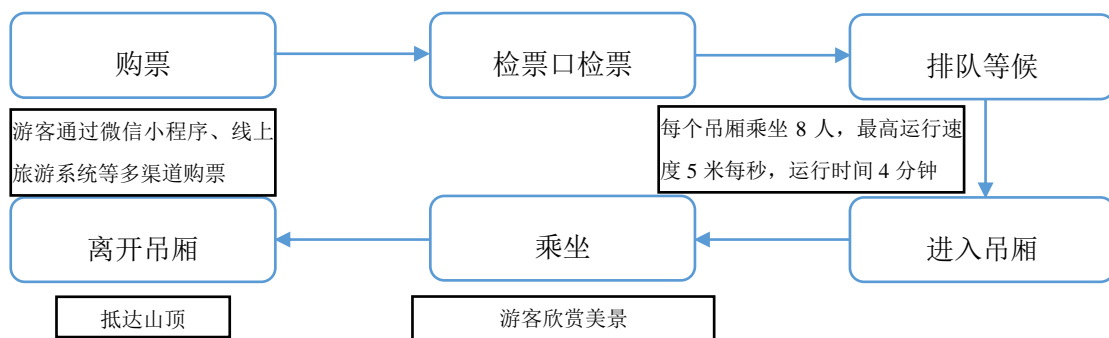 购票
检票口检票
排队等候
游客通过微信小程序、线上
旅游系统等多渠道购票
每个吊厢乘坐 8 人，最高运行速
度 5 米每秒，运行时间 4 分钟
离开吊厢
乘坐
进入吊厢
抵达山顶
游客欣赏美景